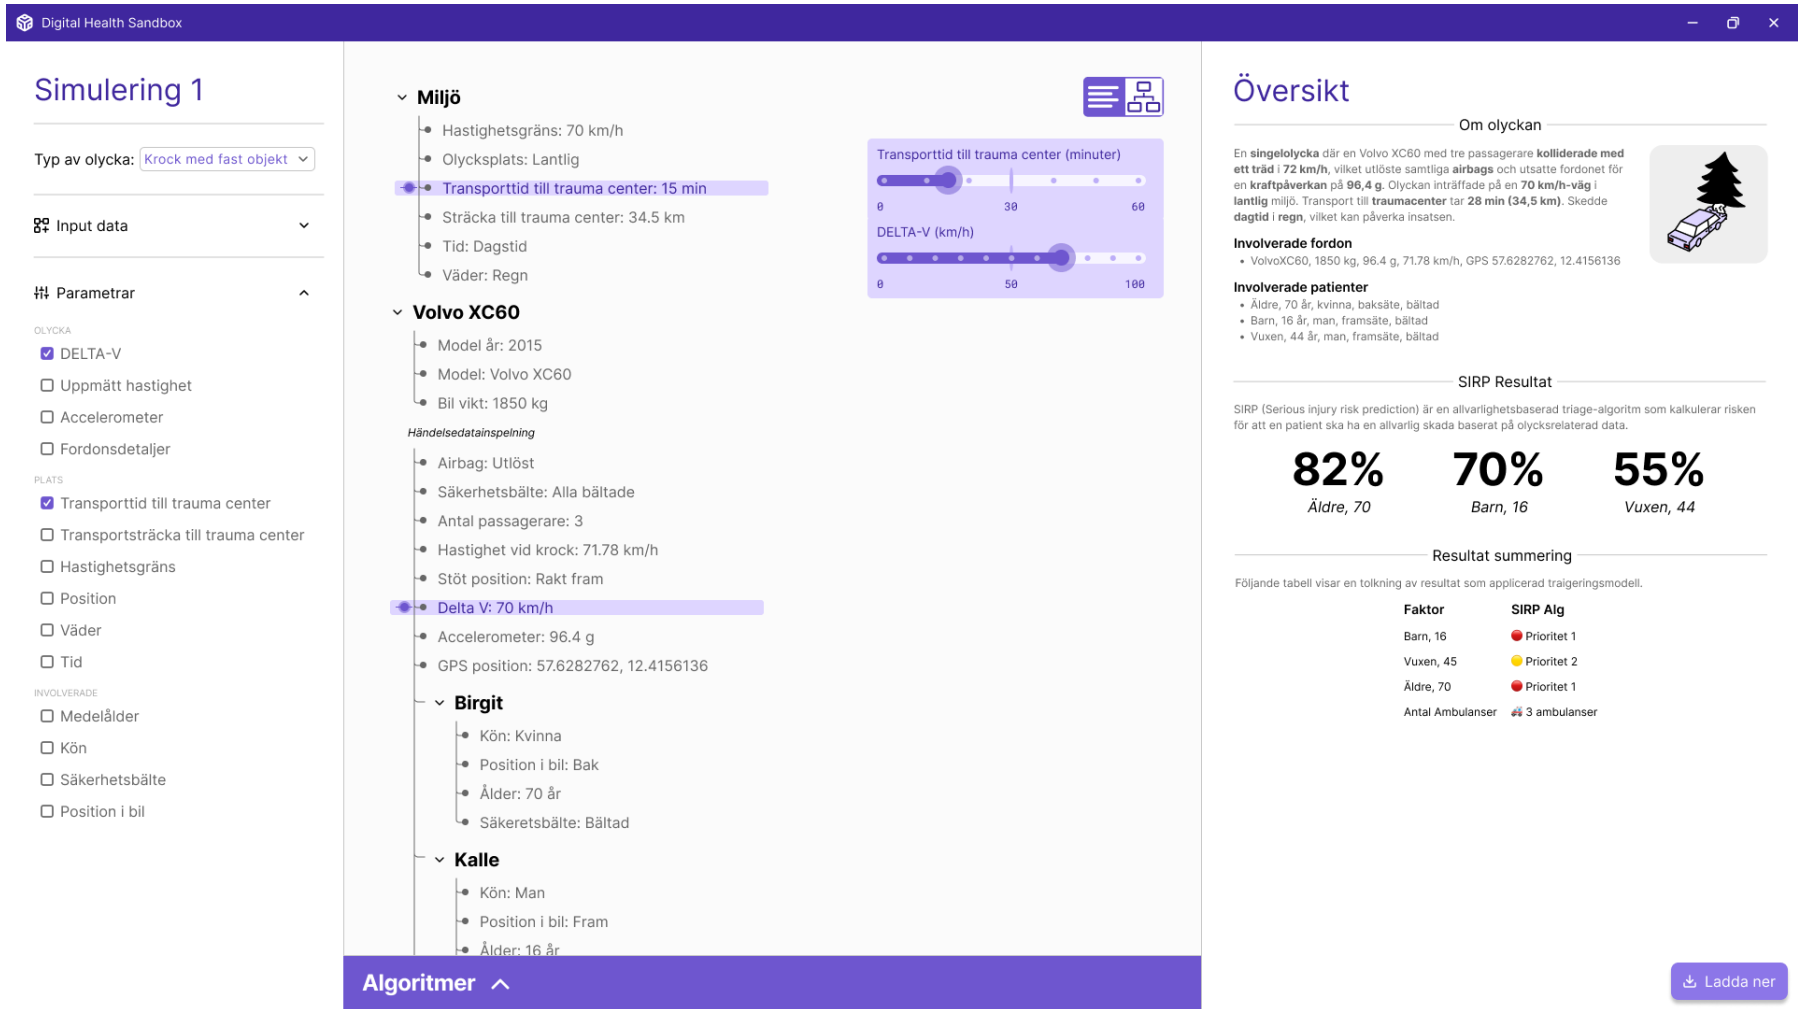 Digital Health Sandbox
Simulering 1
Typ av olycka: Krock med fast objekt
Input data
Parametrar
OLYCKA
DELTA-V
Uppmätt hastighet
Accelerometer
Fordonsdetaljer
PLATS
Transporttid till trauma center
Transportsträcka till trauma center
Hastighetsgräns
Position
Väder
Tid
INVOLVERADE
Medelålder
Kön
Säkerhetsbälte
Position i bil
Miljö
Hastighetsgräns: 70 km/h
Olycksplats: Lantlig
Transporttid till trauma center: 15 min
Sträcka till trauma center: 34.5 km
Tid: Dagstid
Väder: Regn
Volvo XC60
Model år: 2015
Model: Volvo XC60
Bil vikt: 1850 kg
Händelsedatainspelning
Airbag: Utlöst
Säkerhetsbälte: Alla bältade
Antal passagerare: 3
Hastighet vid krock: 71.78 km/h
Stöt position: Rakt fram
Delta V: 70 km/h
Accelerometer: 96.4 g
GPS position: 57.6282762, 12.4156136
Birgit
Kön: Kvinna
Position i bil: Bak
Ålder: 70 år
Säkeretsbälte: Bältad
Kalle
Kön: Man
Position i bil: Fram
Ålder: 16 år
Transporttid till trauma center (minuter)
0 30 60
DELTA-V (km/h)
0 50 100
Algoritmer
Översikt
Om olyckan
En singelolycka där en Volvo XC60 med tre passagerare kolliderade med
ett träd i 72 km/h, vilket utlöste samtliga airbags och utsatte fordonet för
en kraftpåverkan på 96,4 g. Olyckan inträffade på en 70 km/h-väg i
lantlig miljö. Transport till traumacenter tar 28 min (34,5 km). Skedde
dagtid i regn, vilket kan påverka insatsen.
Involverade fordon
• VolvoXC60, 1850 kg, 96.4 g, 71.78 km/h, GPS 57.6282762, 12.4156136
Involverade patienter
• Äldre, 70 år, kvinna, baksäte, bältad
• Barn, 16 år, man, framsäte, bältad
• Vuxen, 44 år, man, framsäte, bältad
SIRP Resultat
SIRP (Serious injury risk prediction) är en allvarlighetsbaserad triage-algoritm som kalkulerar risken
för att en patient ska ha en allvarlig skada baserat på olycksrelaterad data.
82% 70% 55%
Äldre, 70 Barn, 16 Vuxen, 44
Resultat summering
Följande tabell visar en tolkning av resultat som applicerad traigeringsmodell.
Faktor SIRP Alg
Barn, 16 Prioritet 1
Vuxen, 45 Prioritet 2
Äldre, 70 Prioritet 1
Antal Ambulanser 3 ambulanser
Ladda ner